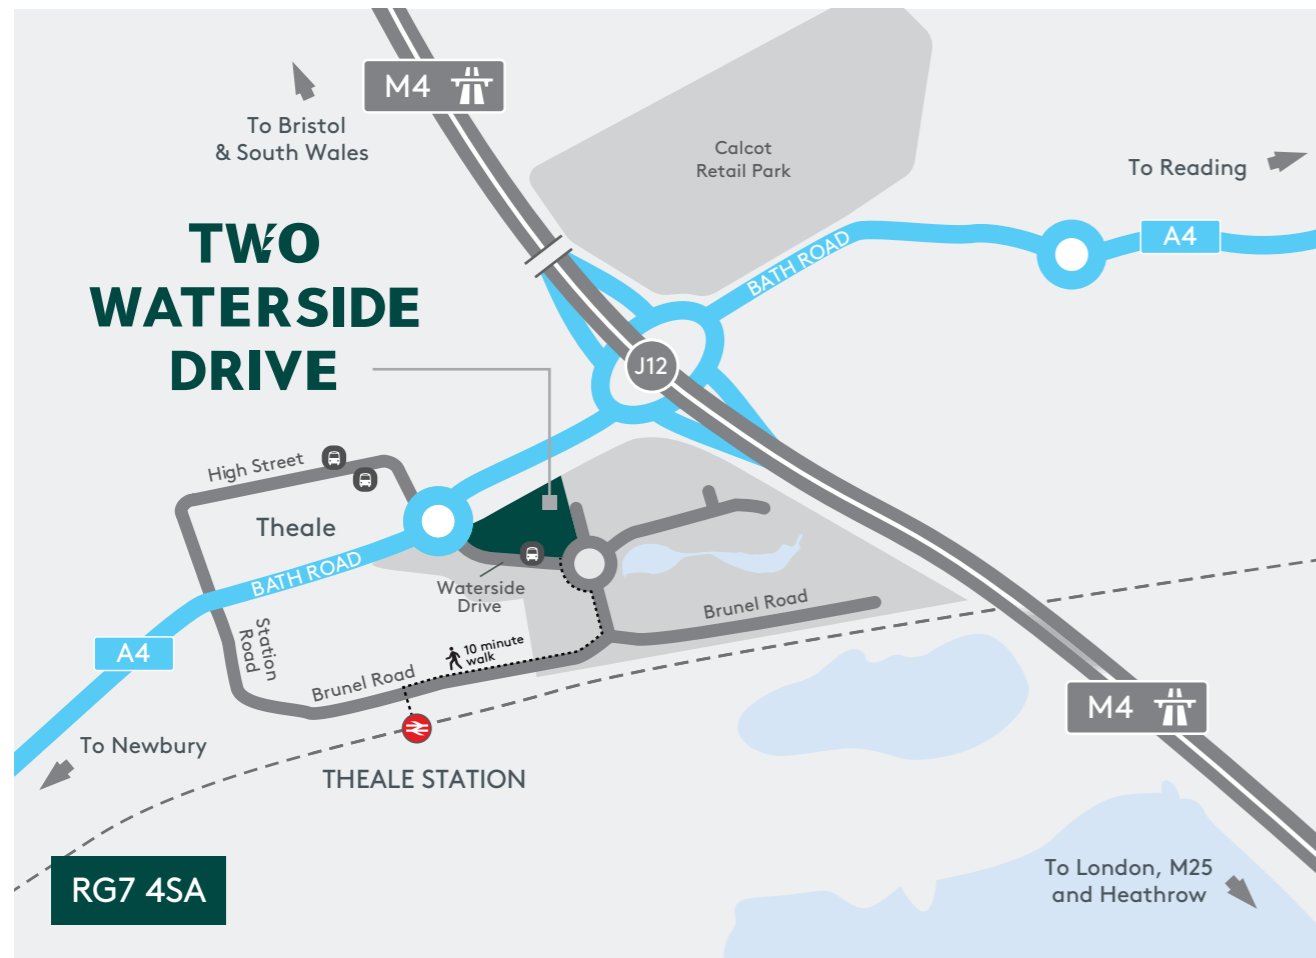 M4
To Bristol
& South Wales
Calcot
Retail Park
To Reading
A4
BATH ROAD
TWO
WATERSIDE
DRIVE
J12
High Street
Theale
BATH ROAD
Waterside
Drive
Brunel Road
Station
Road
10 minute
walk
A4
Brunel Road
M4
To Newbury
THEALE STATION
To London, M25
and Heathrow
RG7 4SA